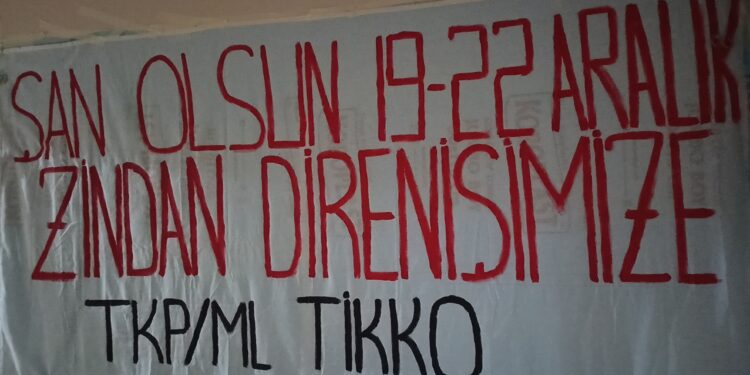 ŞAN OLSUN 19-22 ARALIK
ZİNDAN DİRENİŞİMİZE
TKP/ML TİKKO